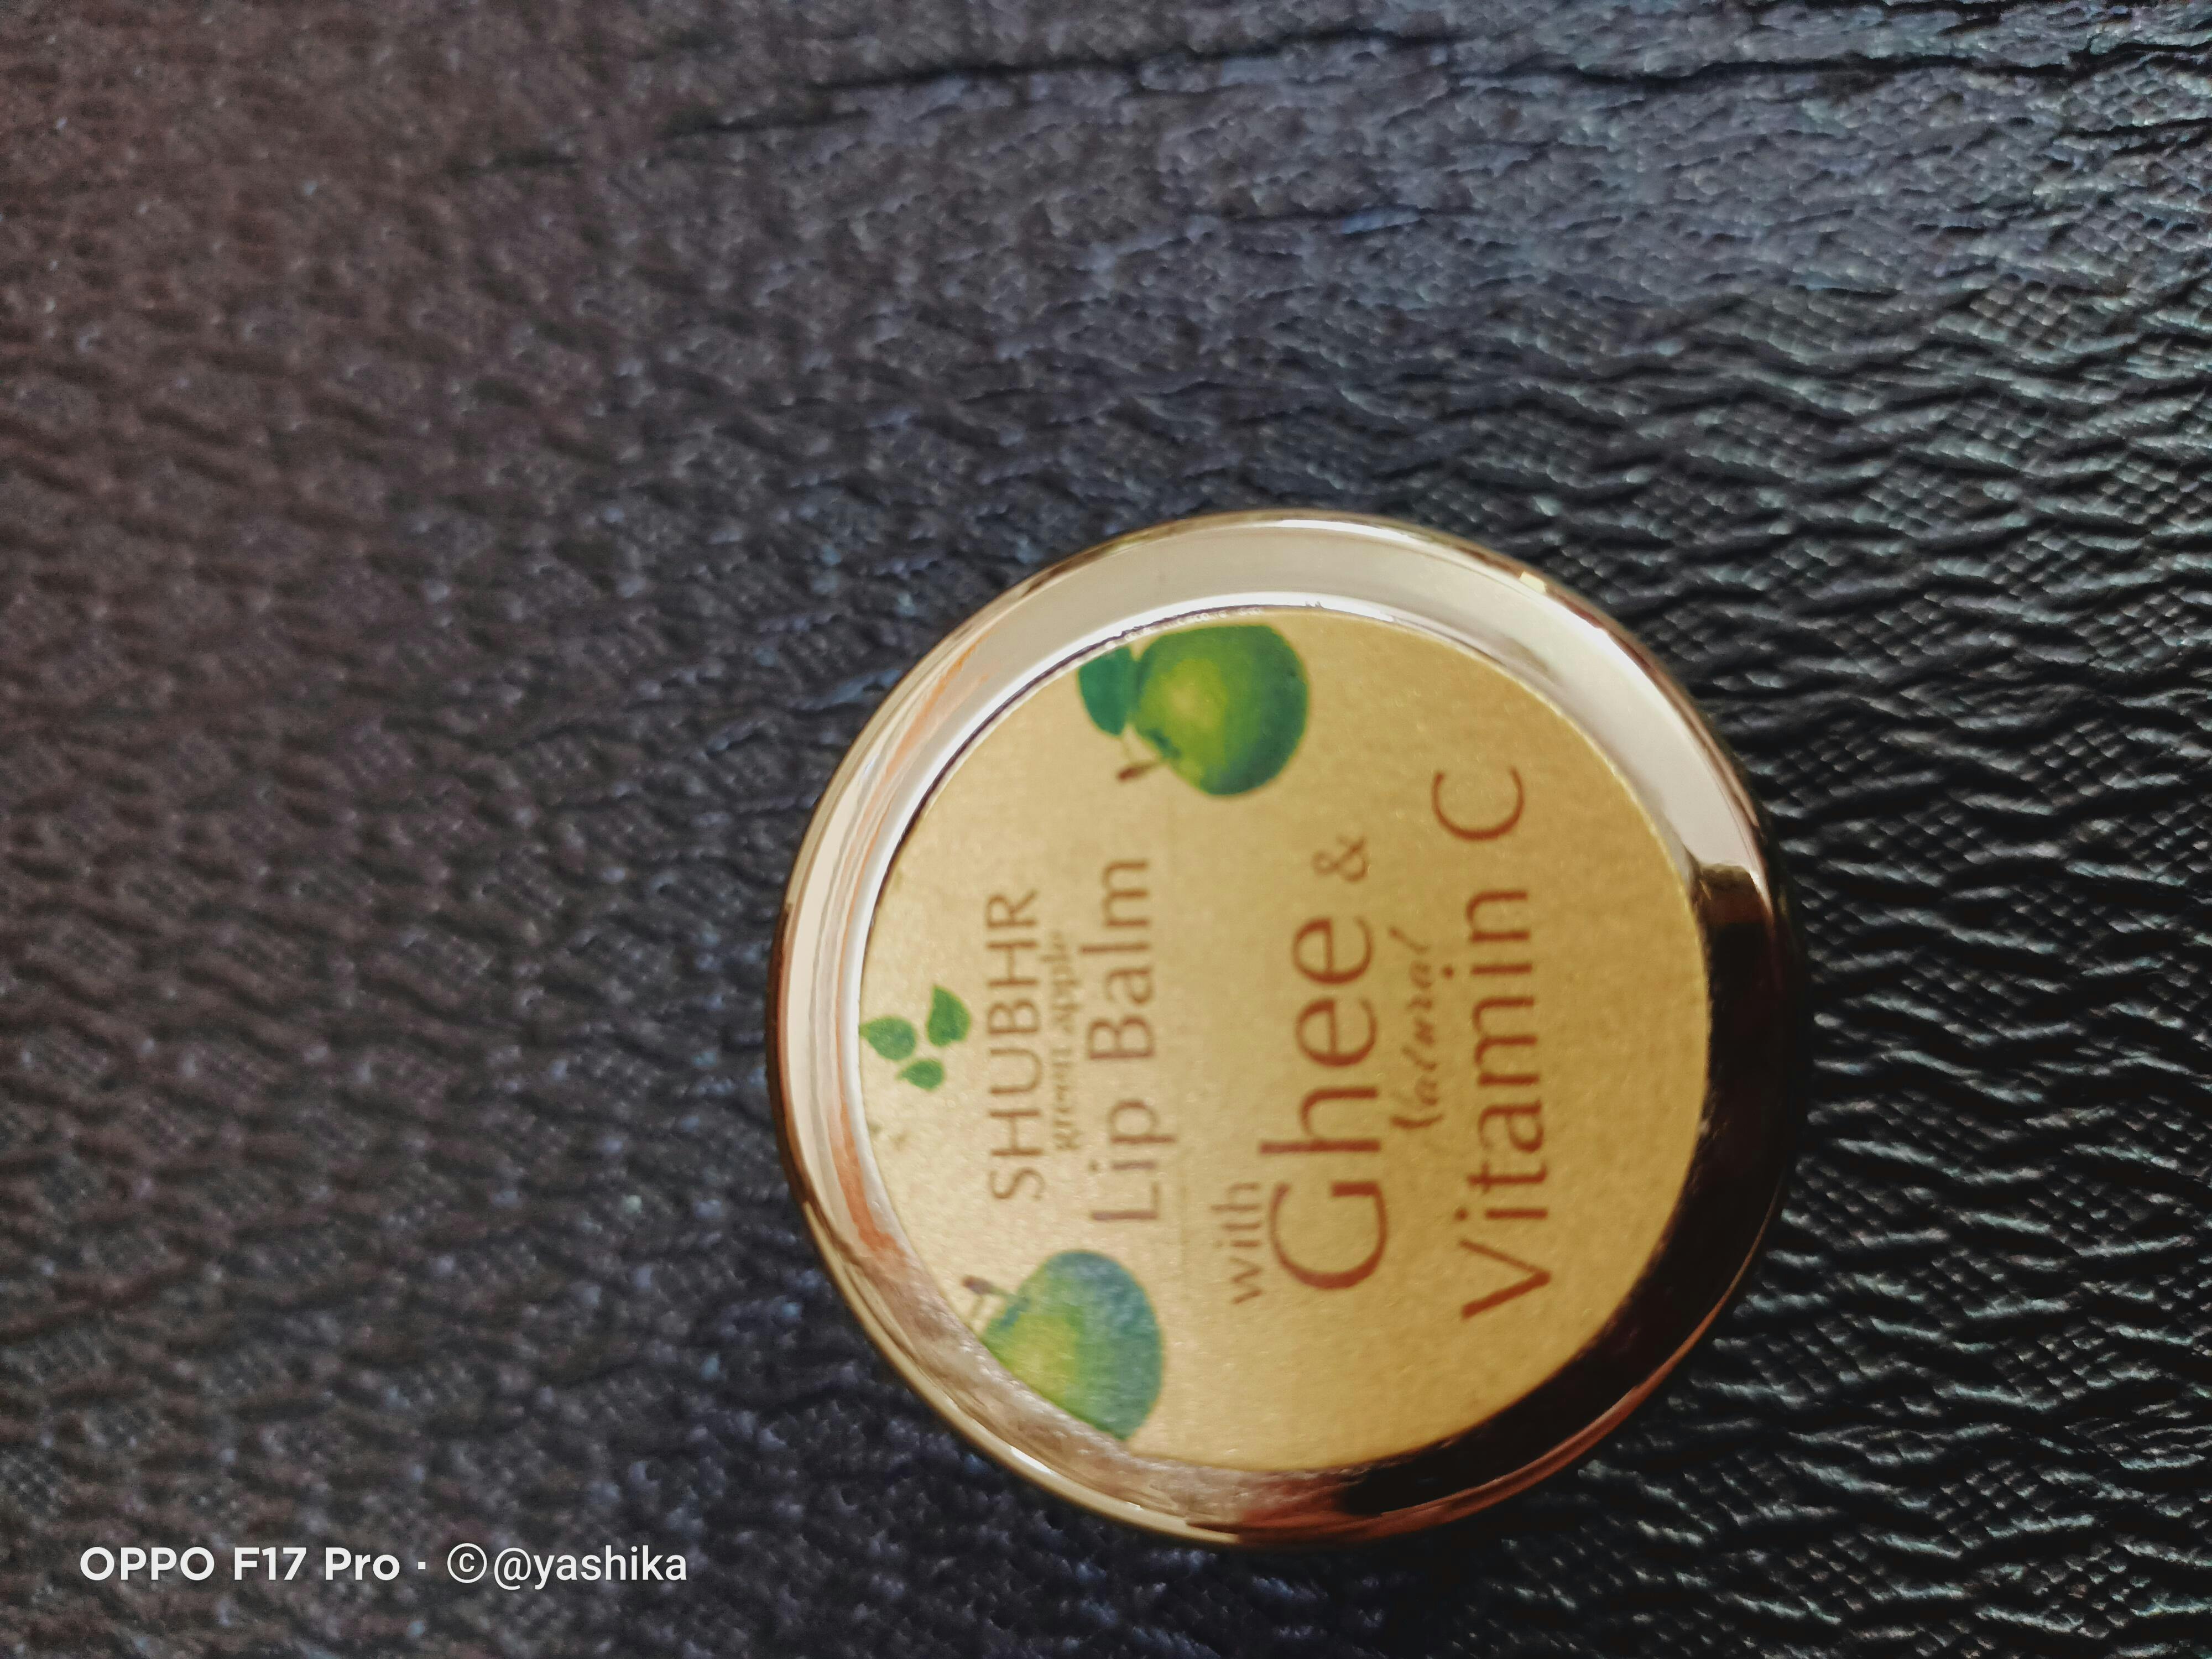 SHUBHR
green apple
Lip Balm
with
Ghee &
Natural
Vitamin C
OPPO F17 Pro · ©@yashika